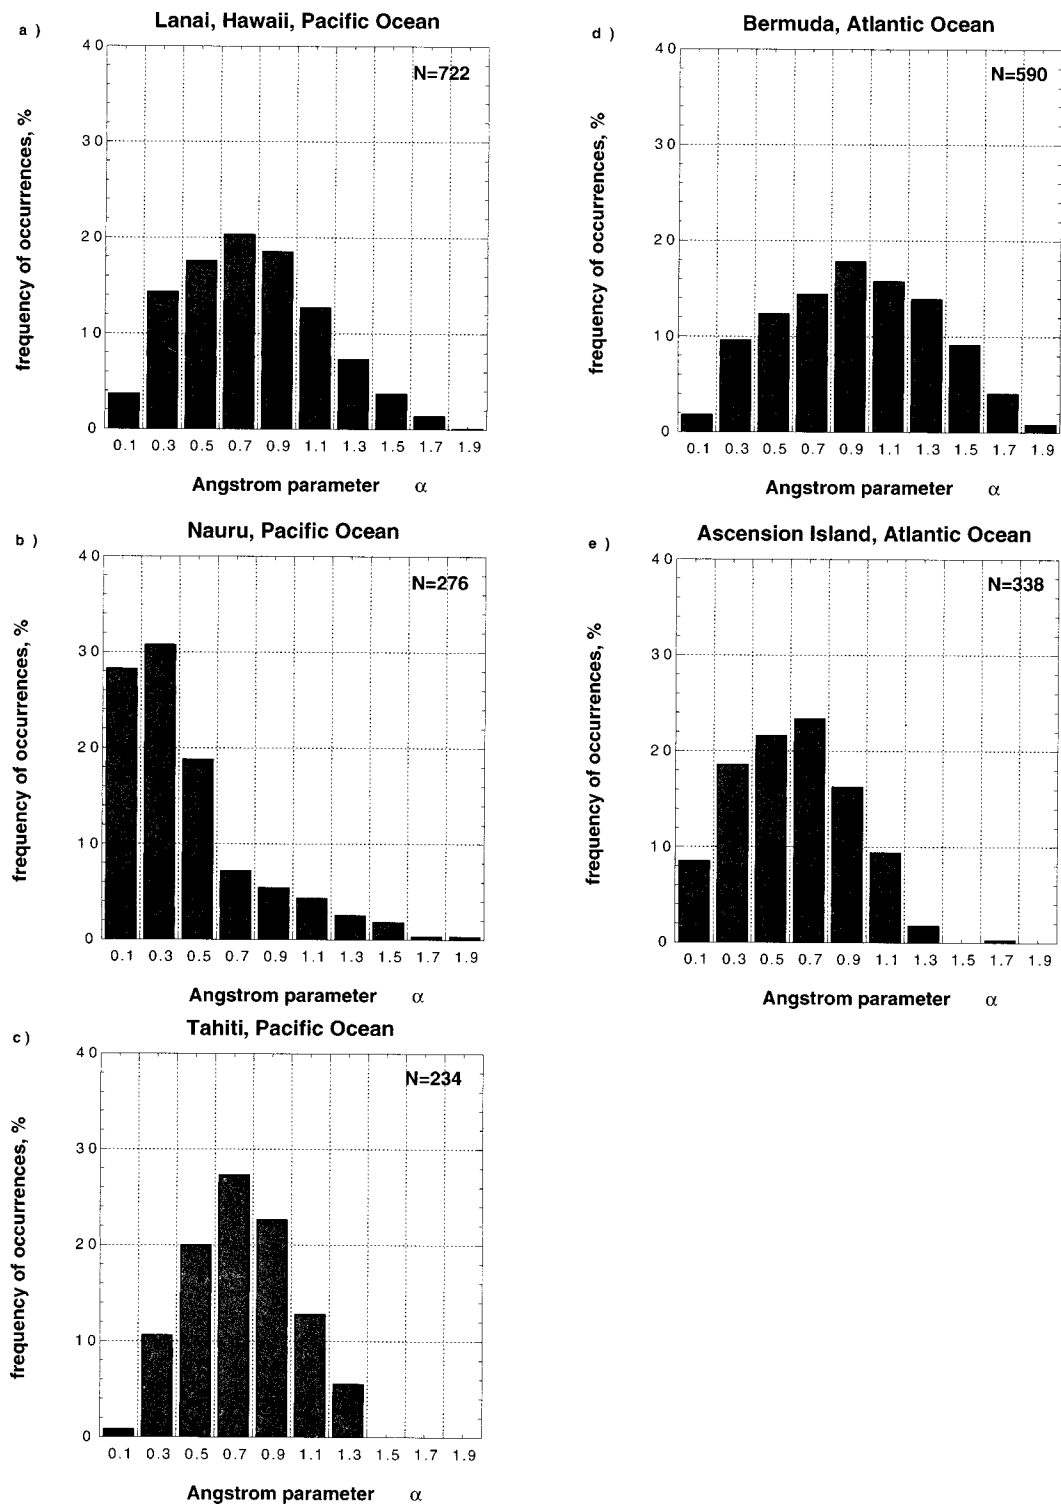 a )
Lanai, Hawaii, Pacific Ocean
N=722
frequency of occurrences, %
40
30
20
10
0
0.1 0.3 0.5 0.7 0.9 1.1 1.3 1.5 1.7 1.9
Angstrom parameter α
b )
Nauru, Pacific Ocean
N=276
frequency of occurrences, %
40
30
20
10
0
0.1 0.3 0.5 0.7 0.9 1.1 1.3 1.5 1.7 1.9
Angstrom parameter α
c )
Tahiti, Pacific Ocean
N=234
frequency of occurrences, %
40
30
20
10
0
0.1 0.3 0.5 0.7 0.9 1.1 1.3 1.5 1.7 1.9
Angstrom parameter α
d )
Bermuda, Atlantic Ocean
N=590
frequency of occurrences, %
40
30
20
10
0
0.1 0.3 0.5 0.7 0.9 1.1 1.3 1.5 1.7 1.9
Angstrom parameter α
e )
Ascension Island, Atlantic Ocean
N=338
frequency of occurrences, %
40
30
20
10
0
0.1 0.3 0.5 0.7 0.9 1.1 1.3 1.5 1.7 1.9
Angstrom parameter α